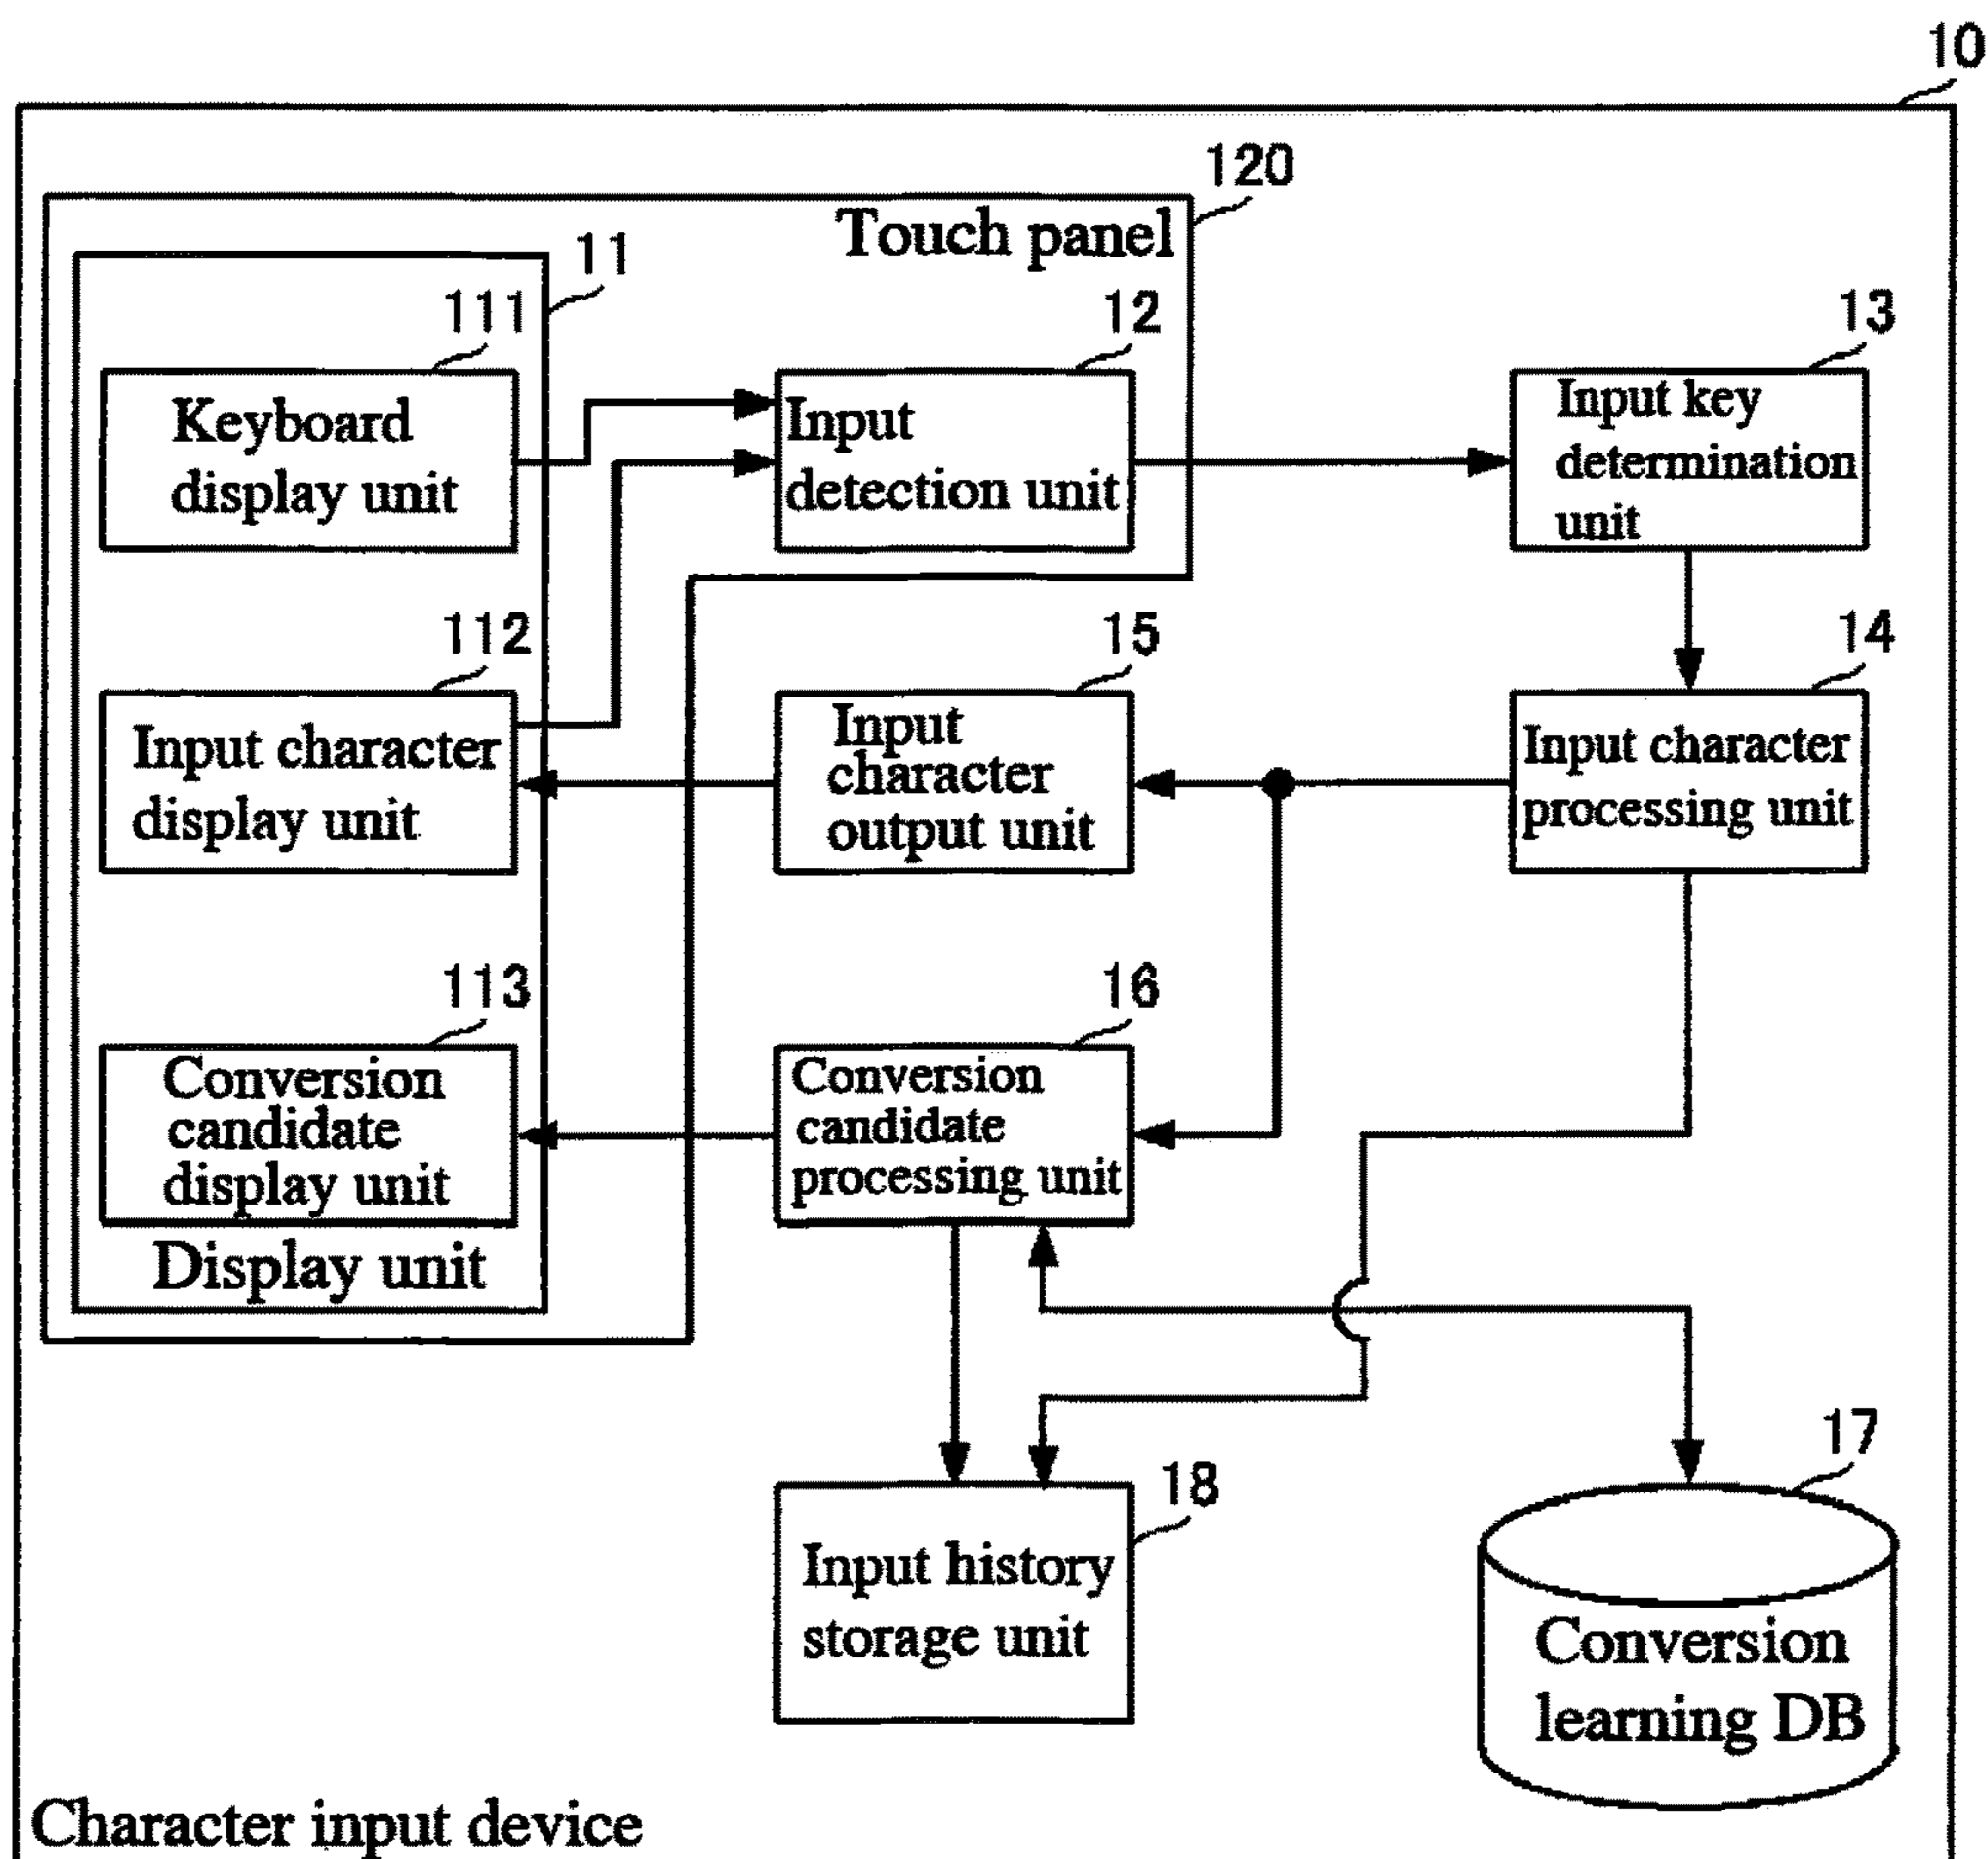 10
120
Touch panel
11
111
12
13
Keyboard
display unit
Input
detection unit
Input key
determination
unit
112
15
14
Input character
display unit
Input
character
output unit
Input character
processing unit
113
16
Conversion
candidate
display unit
Conversion
candidate
processing unit
Display unit
17
18
Input history
storage unit
Conversion
learning DB
Character input device